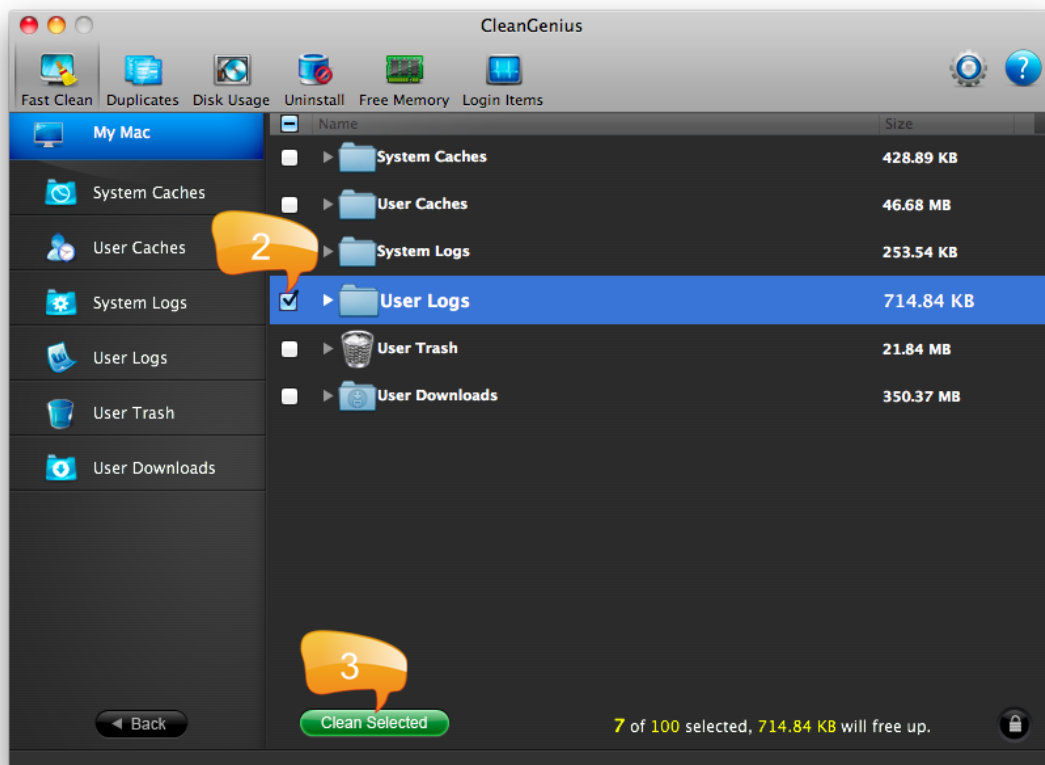 CleanGenius
Fast Clean Duplicates Disk Usage Uninstall Free Memory Login Items ?
My Mac
System Caches
User Caches
System Logs
User Logs
User Trash
User Downloads
Name Size
System Caches 428.89 KB
User Caches 46.68 MB
2
System Logs 253.54 KB
User Logs 714.84 KB
User Trash 21.84 MB
User Downloads 350.37 MB
3
Back
Clean Selected
7 of 100 selected, 714.84 KB will free up.